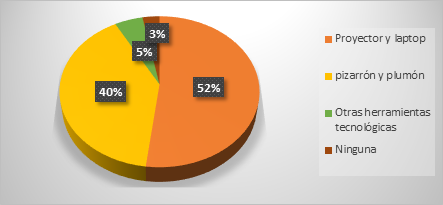 3%
5%
40%
52%
Proyector y laptop
pizarrón y plumón
Otras herramientas
tecnológicas
Ninguna